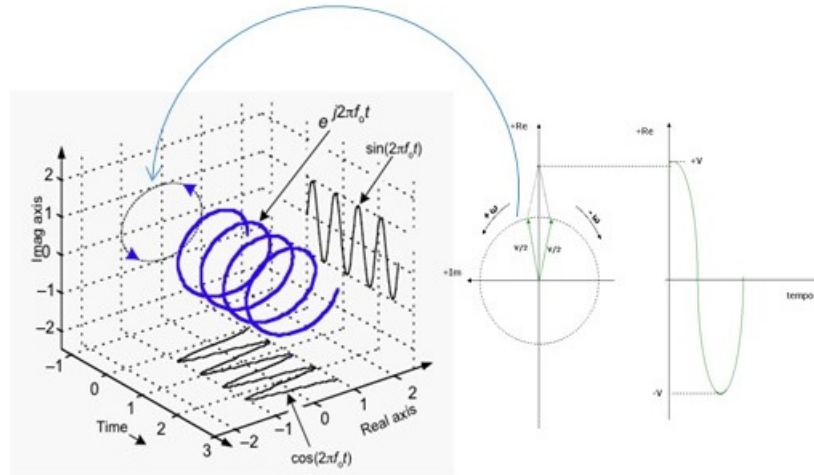 e^{j2πf₀t}
sin(2πf₀t)
Imag axis
2
1
0
−1
−2
−1
0
1
2
3
Time
−2
−1
0
1
2
Real axis
cos(2πf₀t)
+Re
+ω
-ω
V/2
V/2
+Im
+Re
+V
-V
tempo